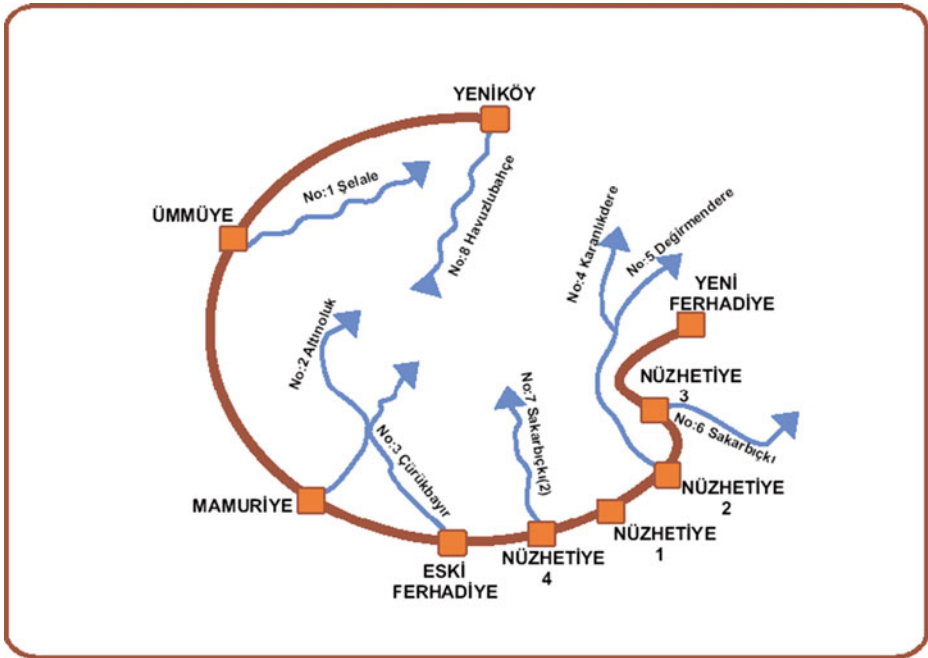 YENİKÖY
No:1 Şelale
ÜMMÜYE
No:8 Havuzlubahçe
No:4 Karanlıkdere
No:5 Değirmendere
YENİ
FERHADİYE
No:2 Altınoluk
NÜZHETİYE
3
No:6 Sakarbıçkı
No:7 Sakarbıçkı(2)
No:3 Çürükbayır
MAMURİYE
NÜZHETİYE
2
NÜZHETİYE
1
NÜZHETİYE
4
ESKİ
FERHADİYE